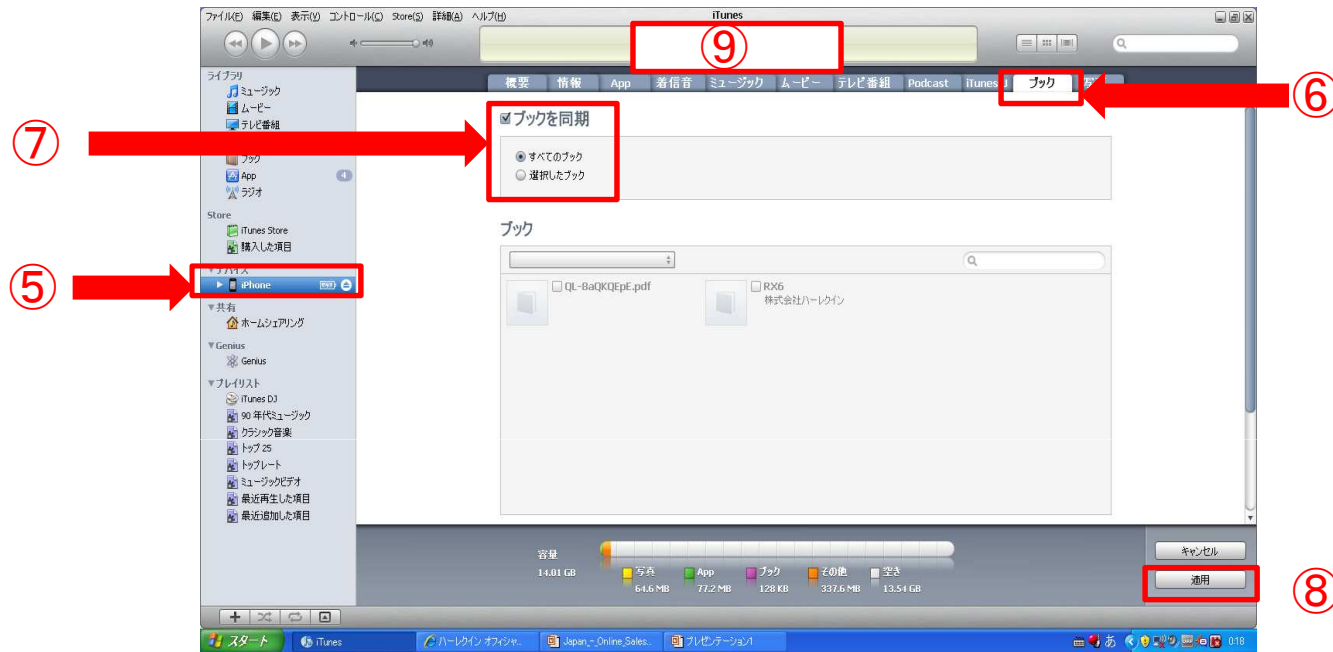 ファイル(F) 編集(E) 表示(V) コントロール(C) Store(S) 詳細(A) ヘルプ(H) iTunes
⑨
ライブラリ
ミュージック
ムービー
テレビ番組
ブック
App 4
ラジオ
Store
iTunes Store
購入した項目
▼デバイス
iPhone
▼共有
ホームシェアリング
▼Genius
Genius
▼プレイリスト
iTunes DJ
90 年代ミュージック
クラシック音楽
トップ 25
トップレート
ミュージックビデオ
最近再生した項目
最近追加した項目
概要 情報 App 着信音 ミュージック ムービー テレビ番組 Podcast iTunes U ブック
⑥
⑦
ブックを同期
すべてのブック
選択したブック
⑤
ブック
QL-8aQKQEpE.pdf
RX6
株式会社ハーレクイン
容量
14.01 GB
写真 App ブック その他 空き
64.6 MB 77.2 MB 128 KB 337.6 MB 13.54 GB
キャンセル
適用
⑧
スタート iTunes ハーレクイン オフィシャ... Japan_-_Online_Sales... プレゼンテーション1 あ 0:18